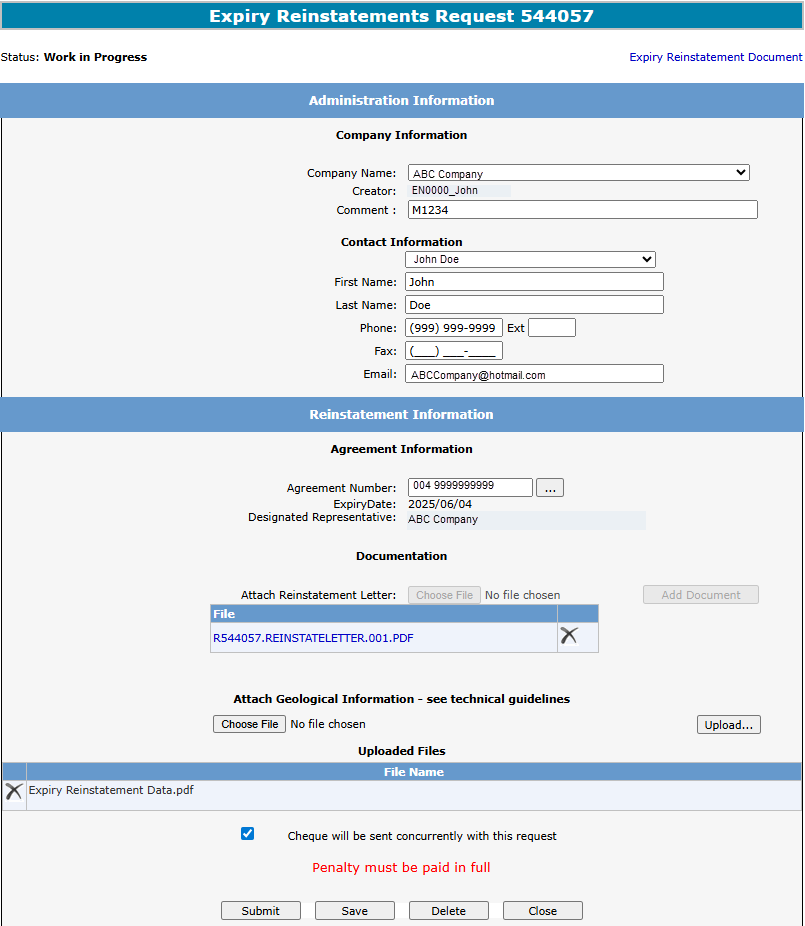 Expiry Reinstatements Request 544057
Status: Work in Progress
Expiry Reinstatement Document
Administration Information
Company Information
Company Name: ABC Company
Creator: EN0000_John
Comment : M1234
Contact Information
John Doe
First Name: John
Last Name: Doe
Phone: (999) 999-9999 Ext
Fax: (___) ___-____
Email: ABCCompany@hotmail.com
Reinstatement Information
Agreement Information
Agreement Number: 004 9999999999 ...
ExpiryDate: 2025/06/04
Designated Representative: ABC Company
Documentation
Attach Reinstatement Letter: Choose File No file chosen Add Document
File
R544057.REINSTATELETTER.001.PDF
Attach Geological Information - see technical guidelines
Choose File No file chosen Upload...
Uploaded Files
File Name
Expiry Reinstatement Data.pdf
Cheque will be sent concurrently with this request
Penalty must be paid in full
Submit Save Delete Close